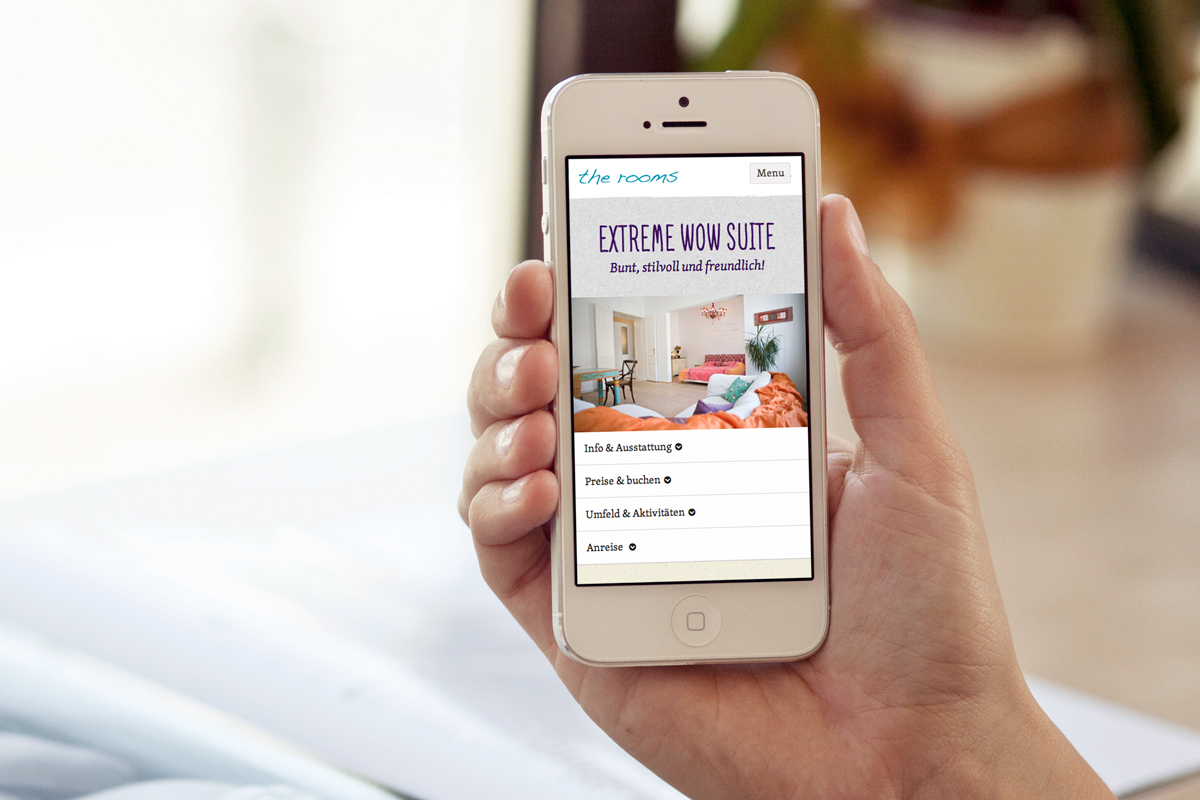 the rooms
Menu
EXTREME WOW SUITE
Bunt, stilvoll und freundlich!
Info & Ausstattung
Preise & buchen
Umfeld & Aktivitäten
Anreise